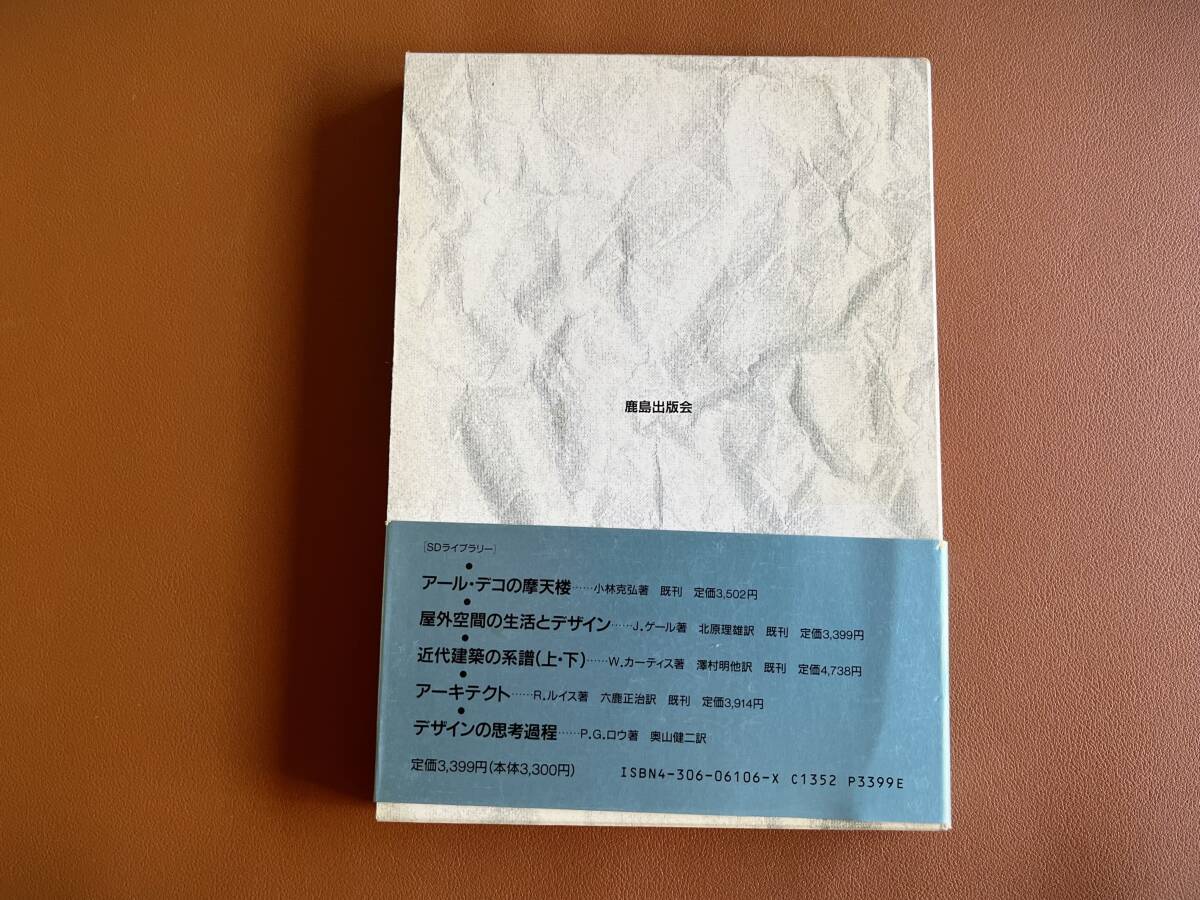 鹿島出版会
[SDライブラリー]
アール・デコの摩天楼……小林克弘著 既刊 定価3,502円
屋外空間の生活とデザイン……J.ゲール著 北原理雄訳 既刊 定価3,399円
近代建築の系譜(上・下)……W.カーティス著 澤村明他訳 既刊 定価4,738円
アーキテクト……R.ルイス著 六鹿正治訳 既刊 定価3,914円
デザインの思考過程……P.G.ロウ著 奥山健二訳
定価3,399円(本体3,300円) ISBN4-306-06106-X C1352 P3399E